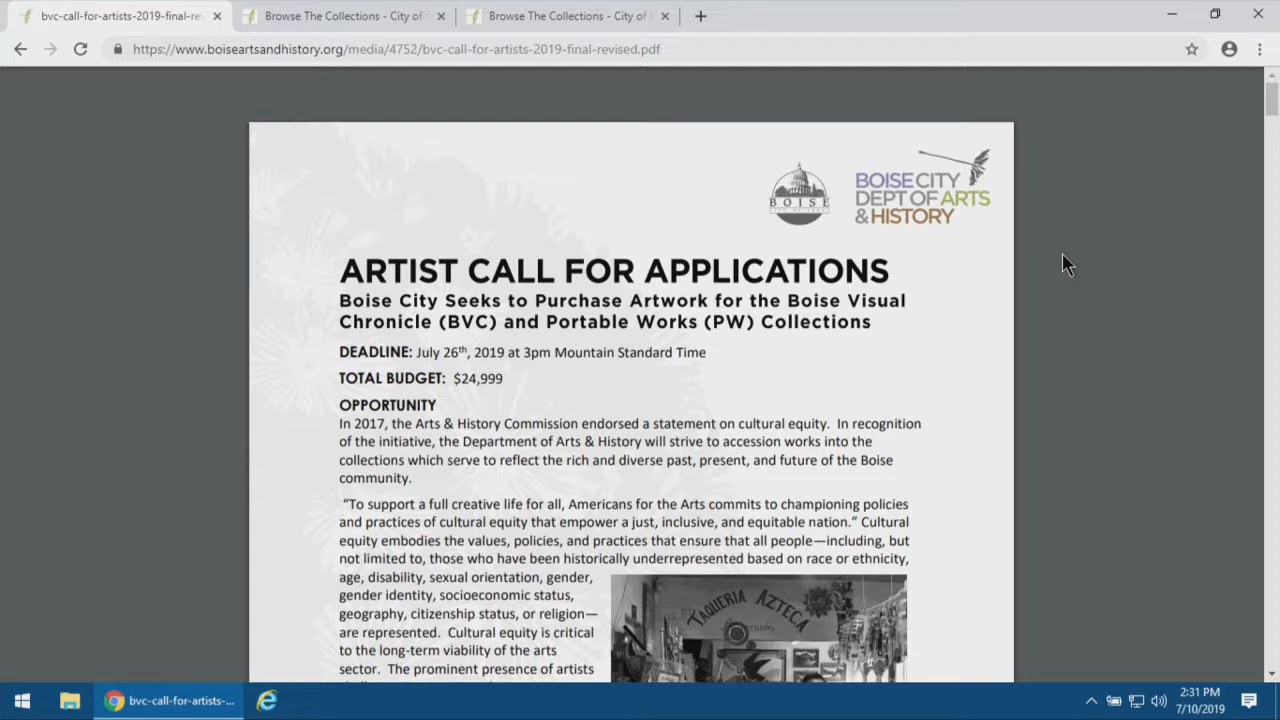 bvc-call-for-artists-2019-final-rev
Browse The Collections - City of
Browse The Collections - City of
https://www.boiseartsandhistory.org/media/4752/bvc-call-for-artists-2019-final-revised.pdf
BOISE
BOISE CITY
DEPT OF ARTS
& HISTORY
ARTIST CALL FOR APPLICATIONS
Boise City Seeks to Purchase Artwork for the Boise Visual
Chronicle (BVC) and Portable Works (PW) Collections
DEADLINE: July 26th, 2019 at 3pm Mountain Standard Time
TOTAL BUDGET: $24,999
OPPORTUNITY
In 2017, the Arts & History Commission endorsed a statement on cultural equity. In recognition
of the initiative, the Department of Arts & History will strive to accession works into the
collections which serve to reflect the rich and diverse past, present, and future of the Boise
community.
“To support a full creative life for all, Americans for the Arts commits to championing policies
and practices of cultural equity that empower a just, inclusive, and equitable nation.” Cultural
equity embodies the values, policies, and practices that ensure that all people—including, but
not limited to, those who have been historically underrepresented based on race or ethnicity,
age, disability, sexual orientation, gender,
gender identity, socioeconomic status,
geography, citizenship status, or religion—
are represented. Cultural equity is critical
to the long-term viability of the arts
sector. The prominent presence of artists
TAQUERIA AZTECA
bvc-call-for-artists-...
2:31 PM
7/10/2019